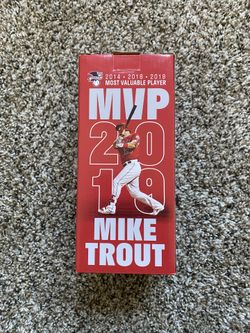 2014 • 2016 • 2019
MOST VALUABLE PLAYER
MVP
20
19
MIKE
TROUT